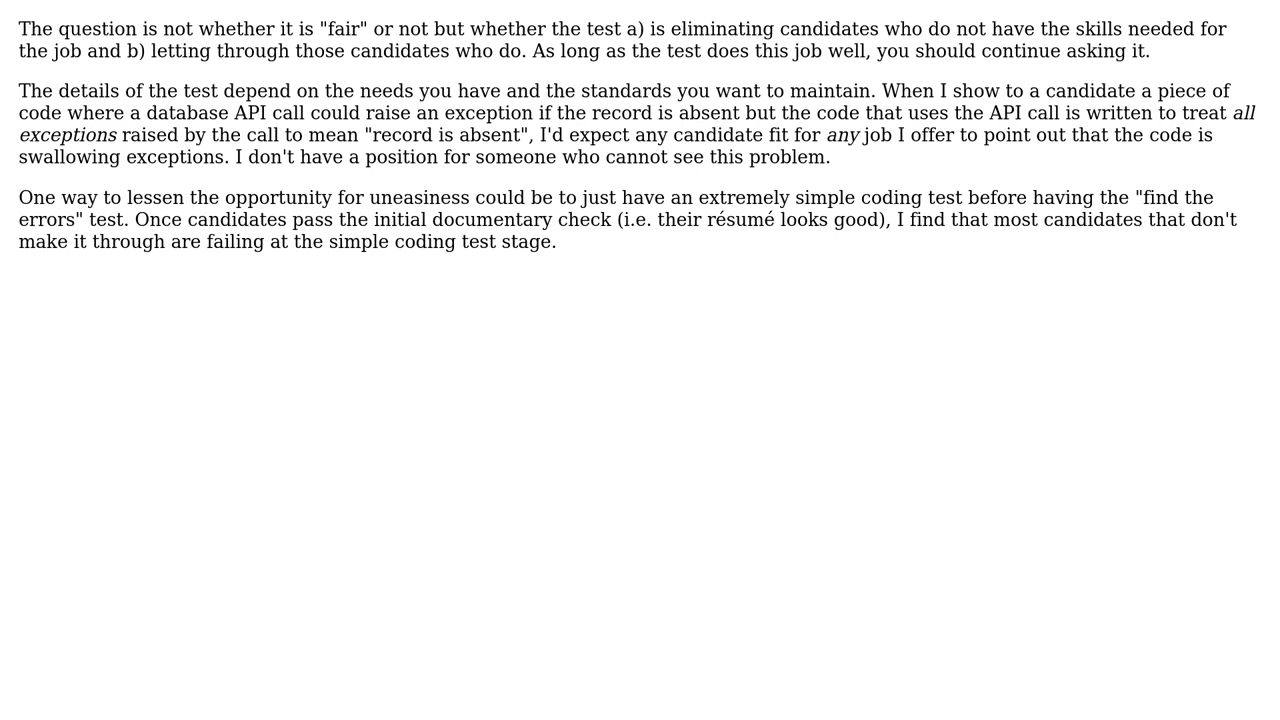 The question is not whether it is "fair" or not but whether the test a) is eliminating candidates who do not have the skills needed for
the job and b) letting through those candidates who do. As long as the test does this job well, you should continue asking it.
The details of the test depend on the needs you have and the standards you want to maintain. When I show to a candidate a piece of
code where a database API call could raise an exception if the record is absent but the code that uses the API call is written to treat all
exceptions raised by the call to mean "record is absent", I'd expect any candidate fit for any job I offer to point out that the code is
swallowing exceptions. I don't have a position for someone who cannot see this problem.
One way to lessen the opportunity for uneasiness could be to just have an extremely simple coding test before having the "find the
errors" test. Once candidates pass the initial documentary check (i.e. their résumé looks good), I find that most candidates that don't
make it through are failing at the simple coding test stage.